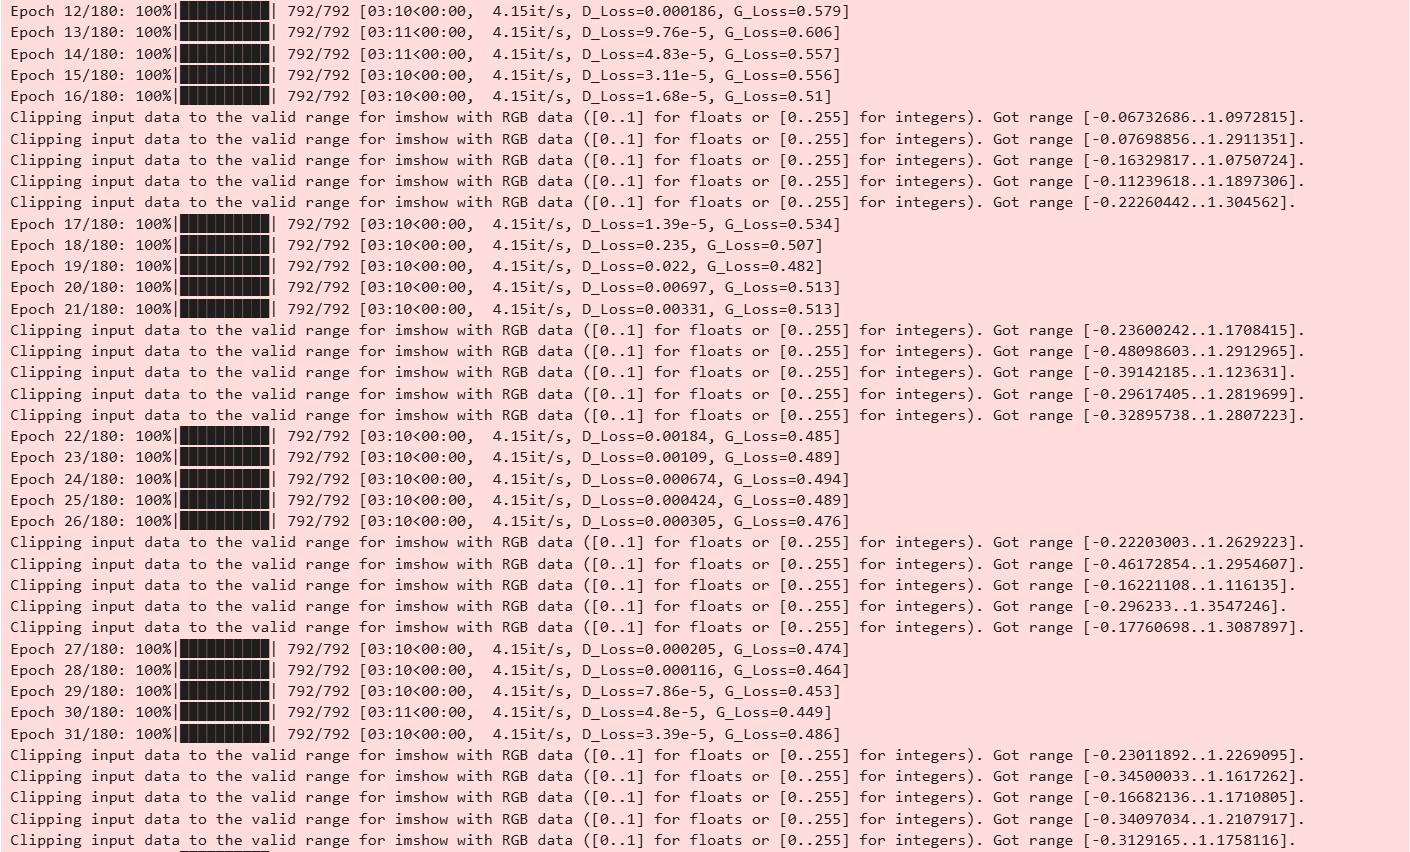 Epoch 12/180: 100%|██████████| 792/792 [03:10<00:00,  4.15it/s, D_Loss=0.000186, G_Loss=0.579]
Epoch 13/180: 100%|██████████| 792/792 [03:11<00:00,  4.15it/s, D_Loss=9.76e-5, G_Loss=0.606]
Epoch 14/180: 100%|██████████| 792/792 [03:11<00:00,  4.15it/s, D_Loss=4.83e-5, G_Loss=0.557]
Epoch 15/180: 100%|██████████| 792/792 [03:10<00:00,  4.15it/s, D_Loss=3.11e-5, G_Loss=0.556]
Epoch 16/180: 100%|██████████| 792/792 [03:10<00:00,  4.15it/s, D_Loss=1.68e-5, G_Loss=0.51]
Clipping input data to the valid range for imshow with RGB data ([0..1] for floats or [0..255] for integers). Got range [-0.06732686..1.0972815].
Clipping input data to the valid range for imshow with RGB data ([0..1] for floats or [0..255] for integers). Got range [-0.07698856..1.2911351].
Clipping input data to the valid range for imshow with RGB data ([0..1] for floats or [0..255] for integers). Got range [-0.16329817..1.0750724].
Clipping input data to the valid range for imshow with RGB data ([0..1] for floats or [0..255] for integers). Got range [-0.11239618..1.1897306].
Clipping input data to the valid range for imshow with RGB data ([0..1] for floats or [0..255] for integers). Got range [-0.22260442..1.304562].
Epoch 17/180: 100%|██████████| 792/792 [03:10<00:00,  4.15it/s, D_Loss=1.39e-5, G_Loss=0.534]
Epoch 18/180: 100%|██████████| 792/792 [03:10<00:00,  4.15it/s, D_Loss=0.235, G_Loss=0.507]
Epoch 19/180: 100%|██████████| 792/792 [03:10<00:00,  4.15it/s, D_Loss=0.022, G_Loss=0.482]
Epoch 20/180: 100%|██████████| 792/792 [03:10<00:00,  4.15it/s, D_Loss=0.00697, G_Loss=0.513]
Epoch 21/180: 100%|██████████| 792/792 [03:10<00:00,  4.15it/s, D_Loss=0.00331, G_Loss=0.513]
Clipping input data to the valid range for imshow with RGB data ([0..1] for floats or [0..255] for integers). Got range [-0.23600242..1.1708415].
Clipping input data to the valid range for imshow with RGB data ([0..1] for floats or [0..255] for integers). Got range [-0.48098603..1.2912965].
Clipping input data to the valid range for imshow with RGB data ([0..1] for floats or [0..255] for integers). Got range [-0.39142185..1.123631].
Clipping input data to the valid range for imshow with RGB data ([0..1] for floats or [0..255] for integers). Got range [-0.29617405..1.2819699].
Clipping input data to the valid range for imshow with RGB data ([0..1] for floats or [0..255] for integers). Got range [-0.32895738..1.2807223].
Epoch 22/180: 100%|██████████| 792/792 [03:10<00:00,  4.15it/s, D_Loss=0.00184, G_Loss=0.485]
Epoch 23/180: 100%|██████████| 792/792 [03:10<00:00,  4.15it/s, D_Loss=0.00109, G_Loss=0.489]
Epoch 24/180: 100%|██████████| 792/792 [03:10<00:00,  4.15it/s, D_Loss=0.000674, G_Loss=0.494]
Epoch 25/180: 100%|██████████| 792/792 [03:10<00:00,  4.15it/s, D_Loss=0.000424, G_Loss=0.489]
Epoch 26/180: 100%|██████████| 792/792 [03:10<00:00,  4.15it/s, D_Loss=0.000305, G_Loss=0.476]
Clipping input data to the valid range for imshow with RGB data ([0..1] for floats or [0..255] for integers). Got range [-0.22203003..1.2629223].
Clipping input data to the valid range for imshow with RGB data ([0..1] for floats or [0..255] for integers). Got range [-0.46172854..1.2954607].
Clipping input data to the valid range for imshow with RGB data ([0..1] for floats or [0..255] for integers). Got range [-0.16221108..1.116135].
Clipping input data to the valid range for imshow with RGB data ([0..1] for floats or [0..255] for integers). Got range [-0.296233..1.3547246].
Clipping input data to the valid range for imshow with RGB data ([0..1] for floats or [0..255] for integers). Got range [-0.17760698..1.3087897].
Epoch 27/180: 100%|██████████| 792/792 [03:10<00:00,  4.15it/s, D_Loss=0.000205, G_Loss=0.474]
Epoch 28/180: 100%|██████████| 792/792 [03:10<00:00,  4.15it/s, D_Loss=0.000116, G_Loss=0.464]
Epoch 29/180: 100%|██████████| 792/792 [03:10<00:00,  4.15it/s, D_Loss=7.86e-5, G_Loss=0.453]
Epoch 30/180: 100%|██████████| 792/792 [03:11<00:00,  4.15it/s, D_Loss=4.8e-5, G_Loss=0.449]
Epoch 31/180: 100%|██████████| 792/792 [03:10<00:00,  4.15it/s, D_Loss=3.39e-5, G_Loss=0.486]
Clipping input data to the valid range for imshow with RGB data ([0..1] for floats or [0..255] for integers). Got range [-0.23011892..1.2269095].
Clipping input data to the valid range for imshow with RGB data ([0..1] for floats or [0..255] for integers). Got range [-0.34500033..1.1617262].
Clipping input data to the valid range for imshow with RGB data ([0..1] for floats or [0..255] for integers). Got range [-0.16682136..1.1710805].
Clipping input data to the valid range for imshow with RGB data ([0..1] for floats or [0..255] for integers). Got range [-0.34097034..1.2107917].
Clipping input data to the valid range for imshow with RGB data ([0..1] for floats or [0..255] for integers). Got range [-0.3129165..1.1758116].